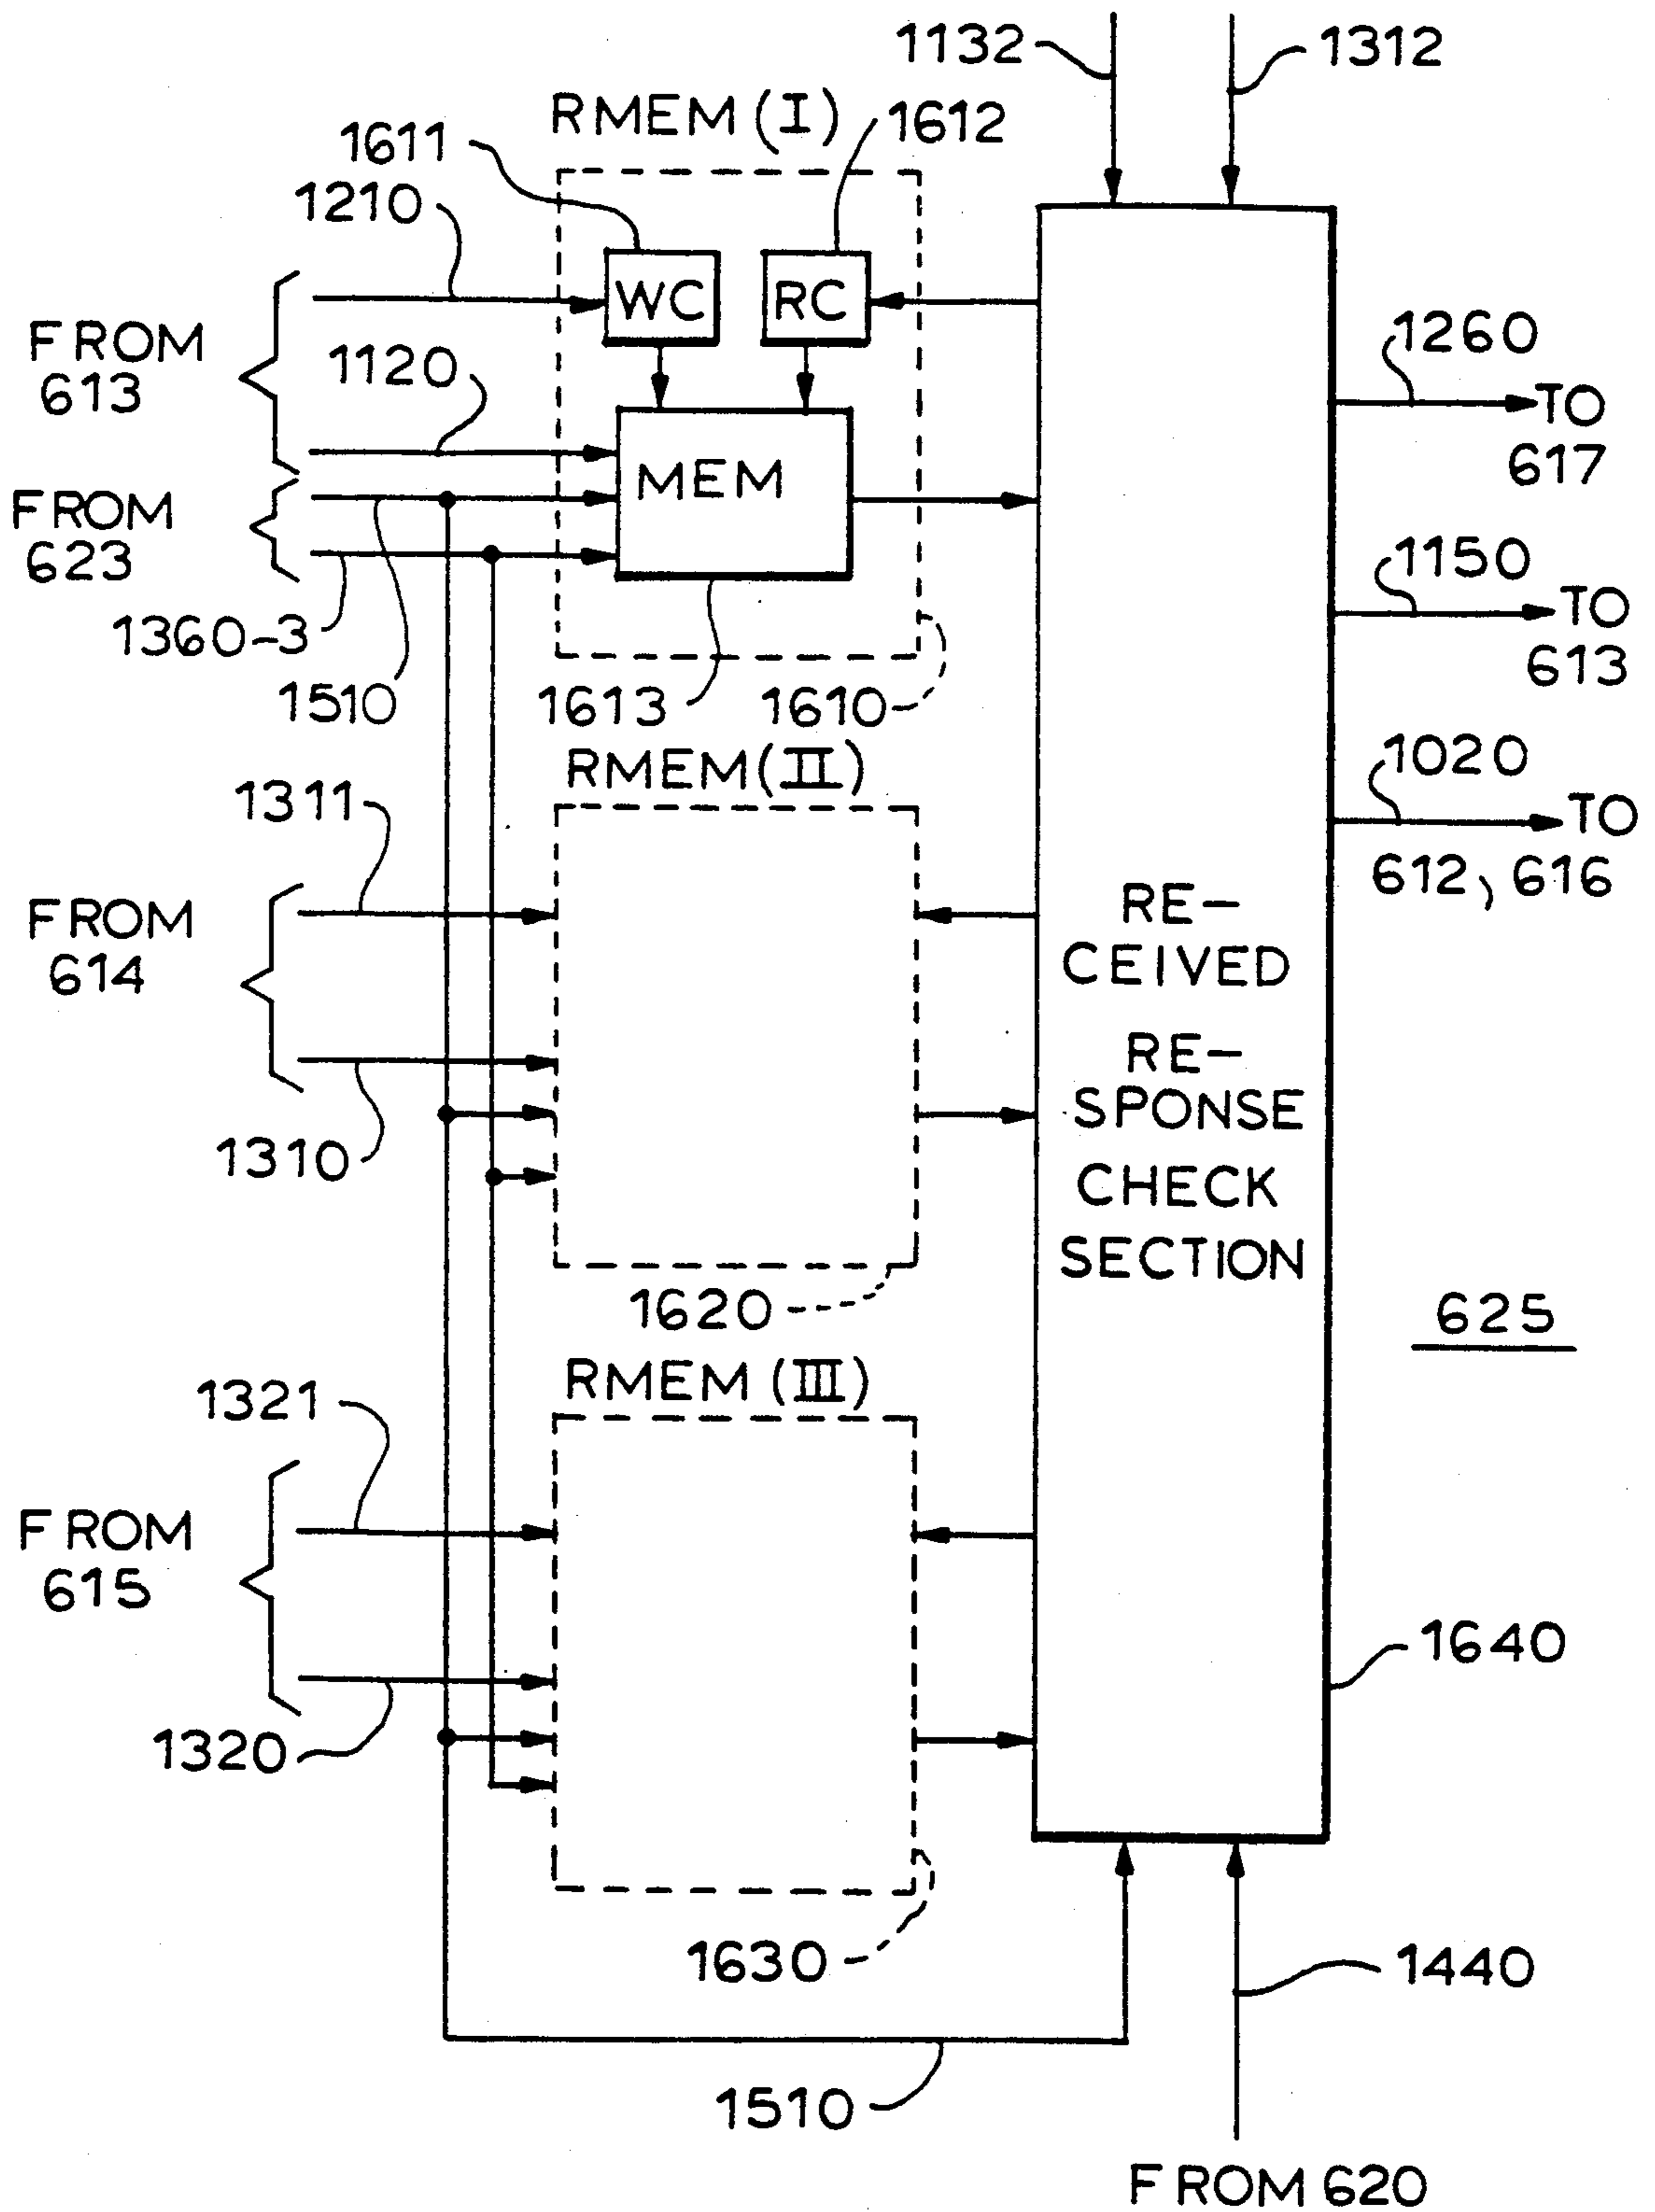 1132
1312
RMEM (I)
1612
1611
1210
WC
RC
FROM
613
1120
1260
TO
617
MEM
FROM
623
1150
TO
613
1360-3
1510
1613
1610
RMEM (II)
1020
TO
612, 616
1311
FROM
614
RE-
CEIVED
RE-
SPONSE
CHECK
SECTION
1310
1620
625
RMEM (III)
1321
FROM
615
1640
1320
1630
1440
1510
FROM 620